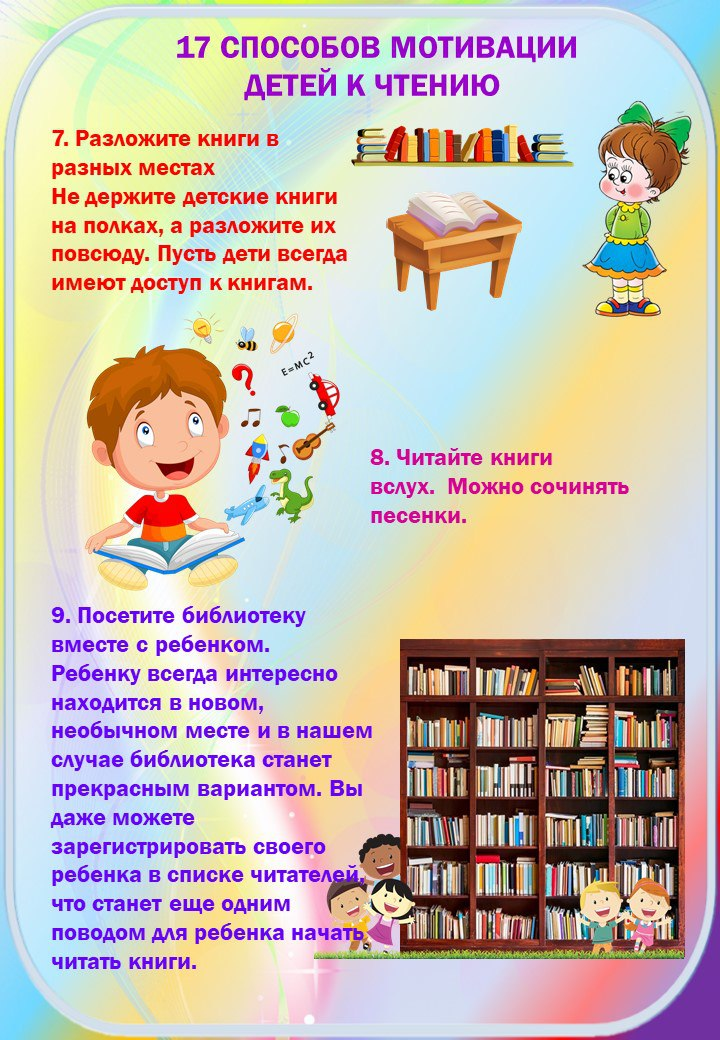 17 СПОСОБОВ МОТИВАЦИИ
ДЕТЕЙ К ЧТЕНИЮ
7. Разложите книги в
разных местах
Не держите детские книги
на полках, а разложите их
повсюду. Пусть дети всегда
имеют доступ к книгам.
E=MC²
?
8. Читайте книги
вслух. Можно сочинять
песенки.
9. Посетите библиотеку
вместе с ребенком.
Ребенку всегда интересно
находится в новом,
необычном месте и в нашем
случае библиотека станет
прекрасным вариантом. Вы
даже можете
зарегистрировать своего
ребенка в списке читателей,
что станет еще одним
поводом для ребенка начать
читать книги.